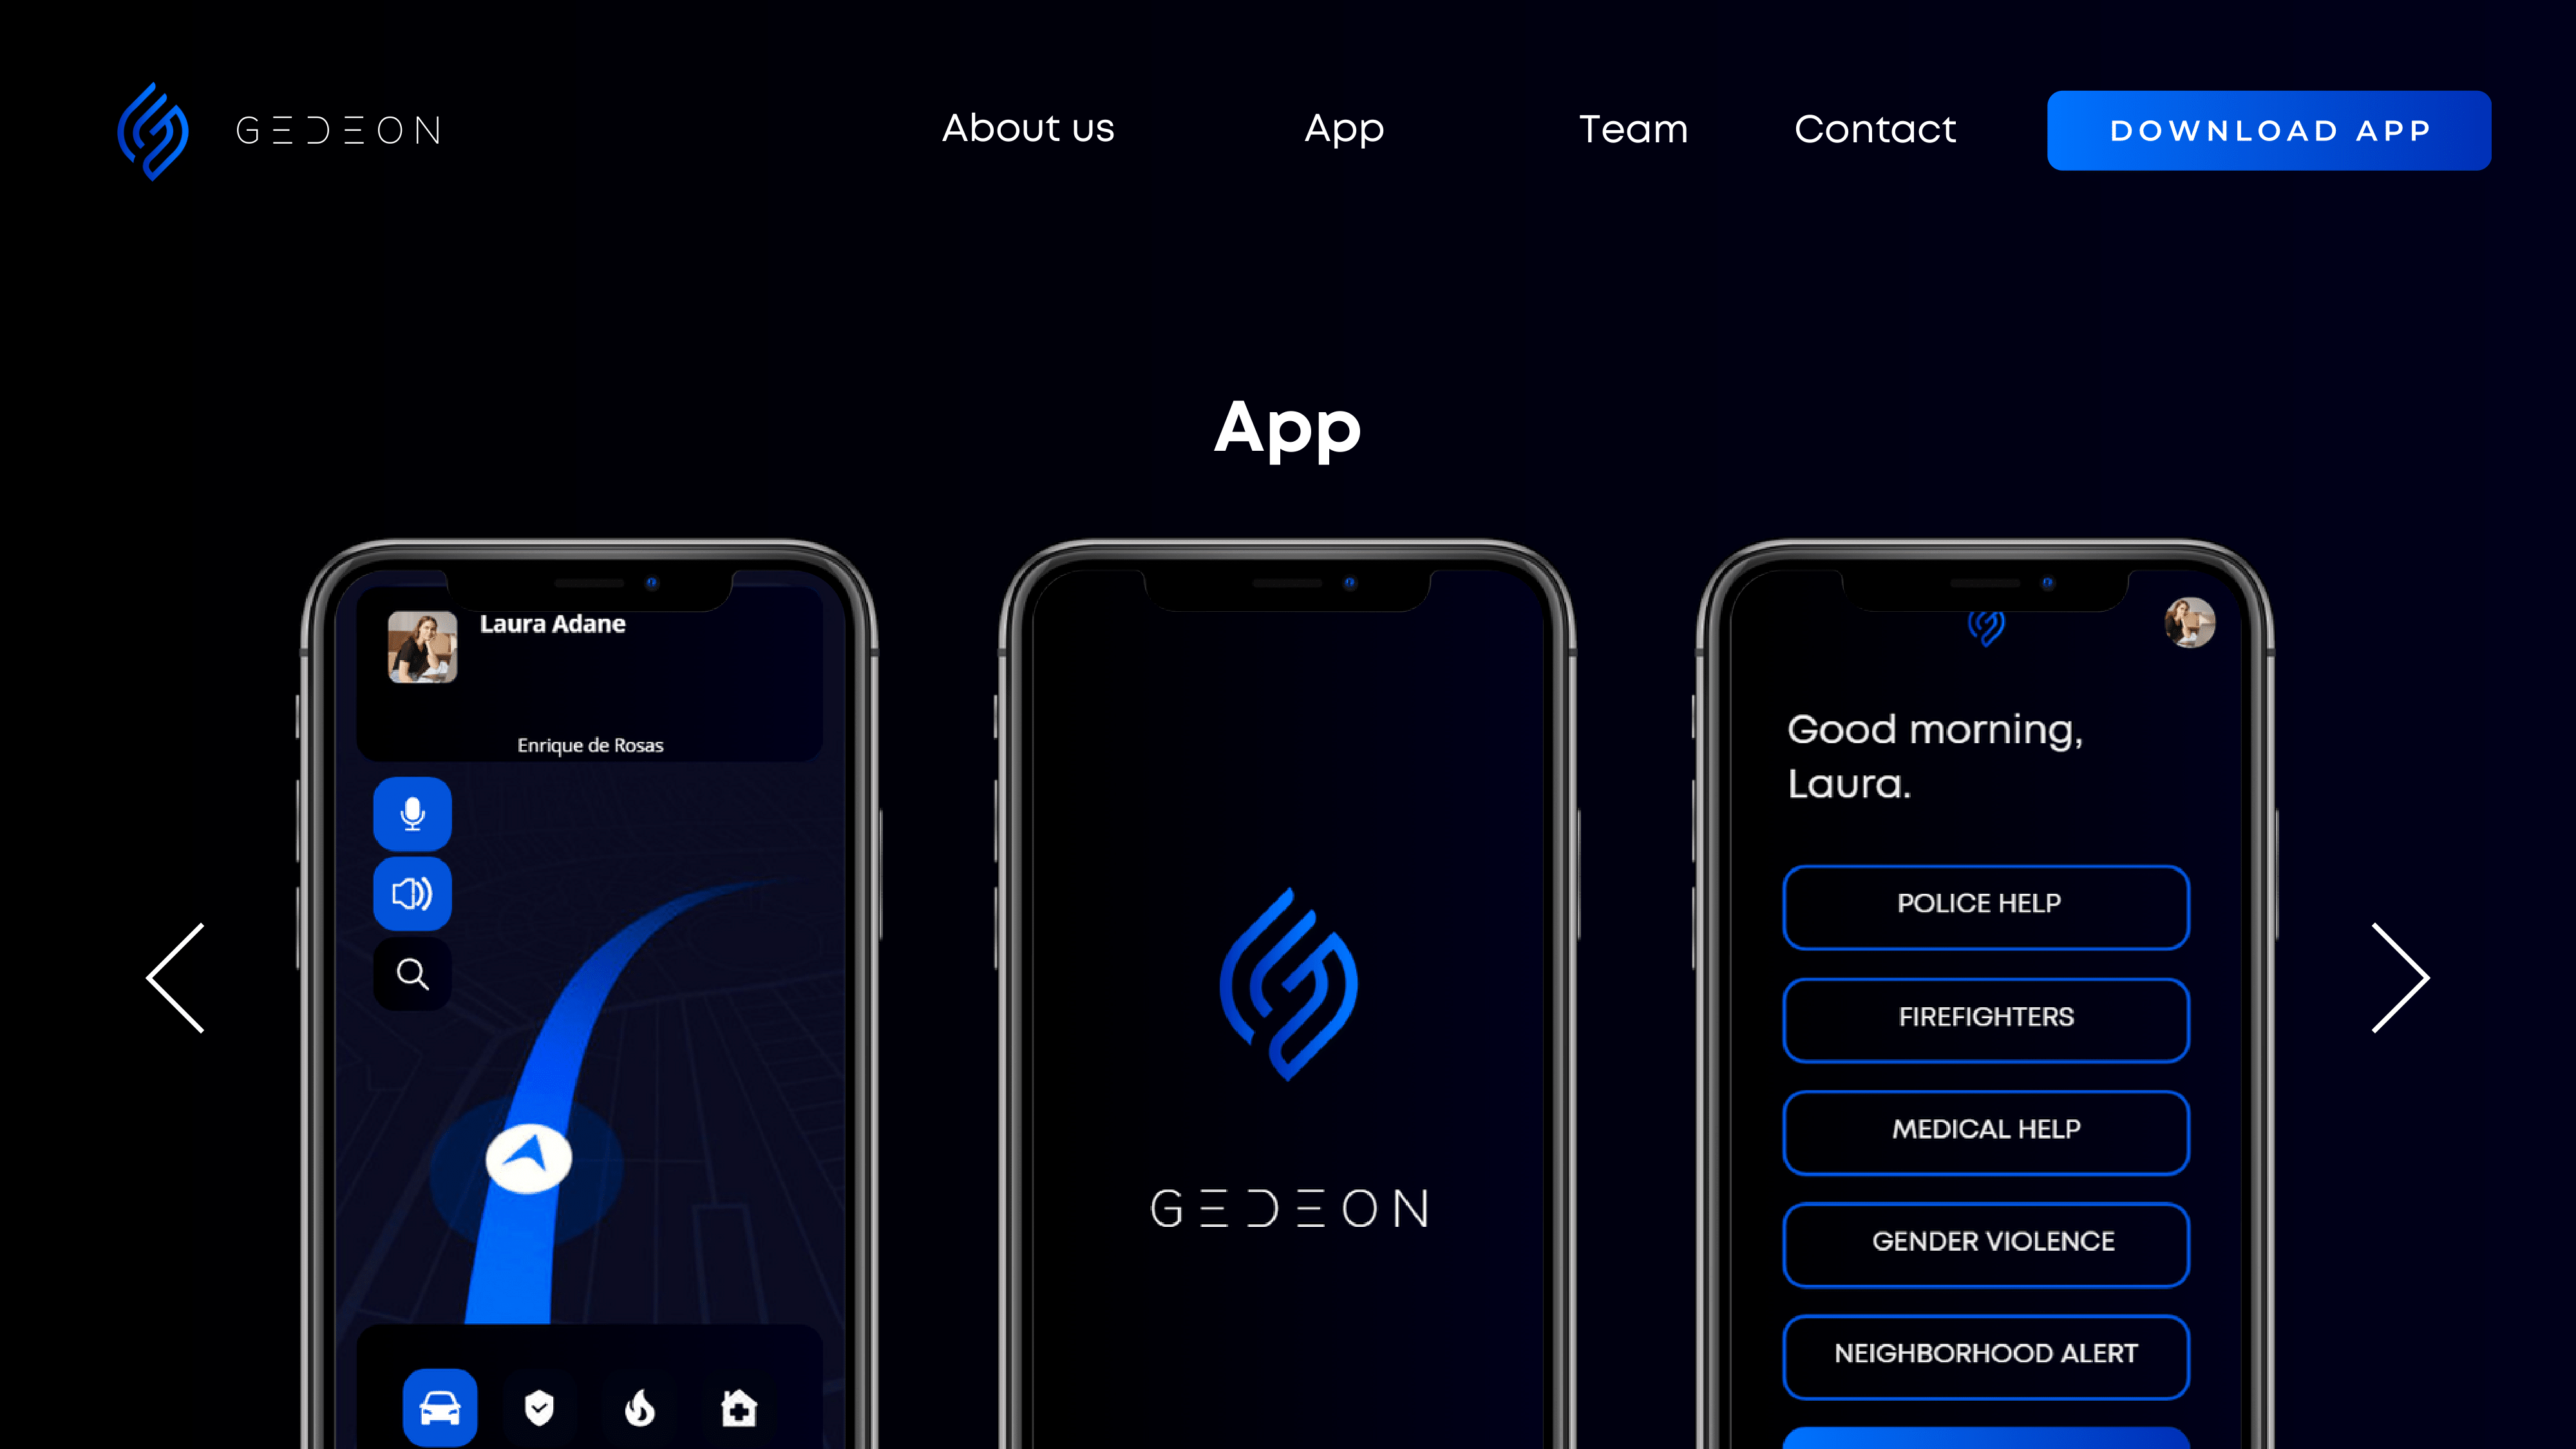 GEDEON
About us
App
Team
Contact
DOWNLOAD APP
App
Laura Adane
Enrique de Rosas
GEDEON
Good morning,
Laura.
POLICE HELP
FIREFIGHTERS
MEDICAL HELP
GENDER VIOLENCE
NEIGHBORHOOD ALERT